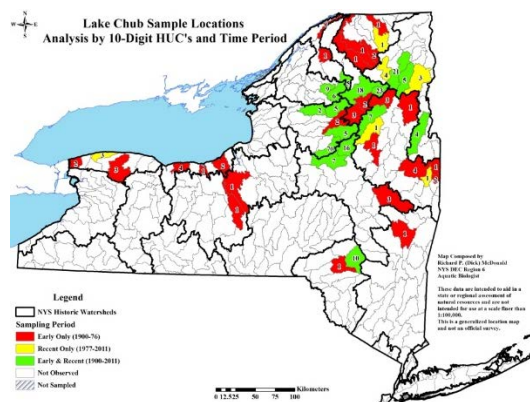 Lake Chub Sample Locations
Analysis by 10-Digit HUC's and Time Period
N
W
E
S
Map Composed by
Richard P. (Dick) McDonald
NYS DEC Region 6
Aquatic Biologist
These data are intended to aid in a
state or regional assessment of
natural resources and are not
intended for use at a scale finer than
1:100,000.
This is a generalized location map
and not an official survey.
Legend
NYS Historic Watersheds
Sampling Period
Early Only (1900-76)
Recent Only (1977-2011)
Early & Recent (1900-2011)
Not Observed
Not Sampled
Kilometers
0 12.5 25 50 75 100